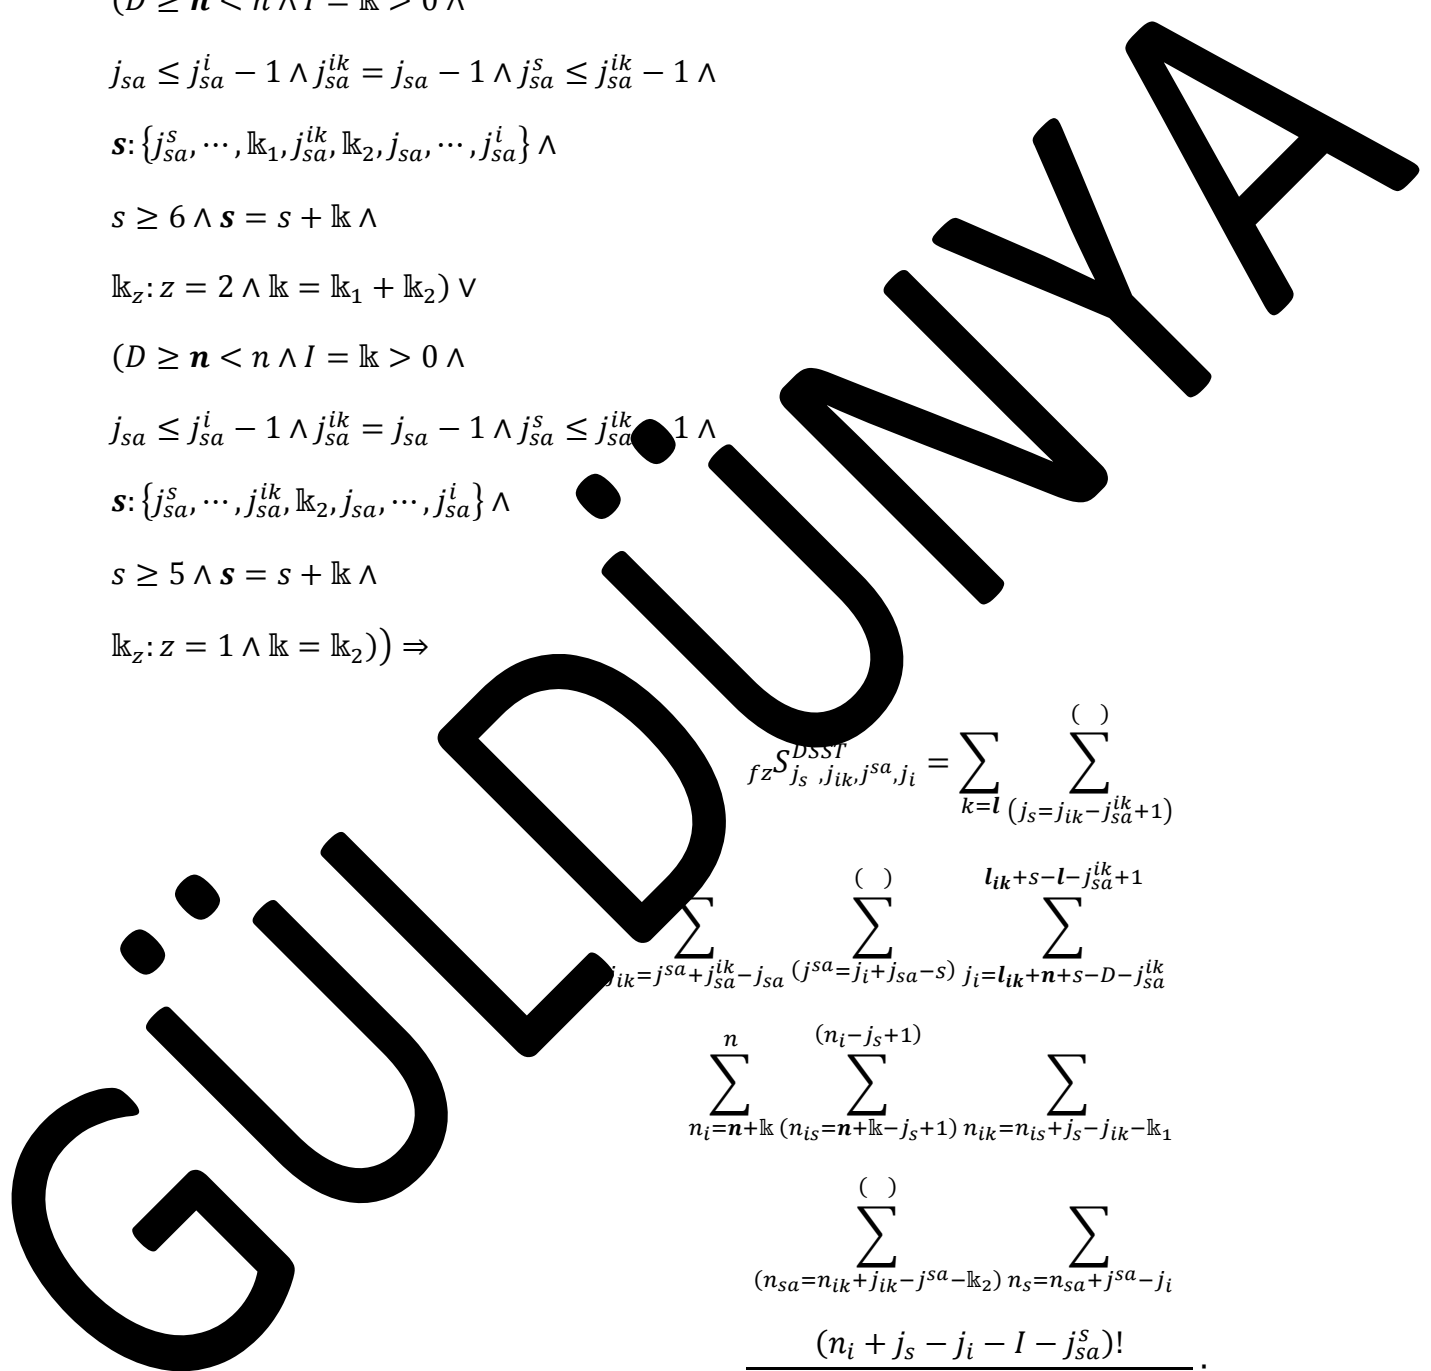 (D ≥ 𝒏 < n ∧ I = 𝕜 > 0 ∧
j_{sa} ≤ j_{sa}^{i} − 1 ∧ j_{sa}^{ik} = j_{sa} − 1 ∧ j_{sa}^{s} ≤ j_{sa}^{ik} − 1 ∧
𝒔: {j_{sa}^{s}, ⋯, 𝕜_1, j_{sa}^{ik}, 𝕜_2, j_{sa}, ⋯, j_{sa}^{i}} ∧
s ≥ 6 ∧ 𝒔 = s + 𝕜 ∧
𝕜_z: z = 2 ∧ 𝕜 = 𝕜_1 + 𝕜_2) ∨
(D ≥ 𝒏 < n ∧ I = 𝕜 > 0 ∧
j_{sa} ≤ j_{sa}^{i} − 1 ∧ j_{sa}^{ik} = j_{sa} − 1 ∧ j_{sa}^{s} ≤ j_{sa}^{ik} 1 ∧
𝒔: {j_{sa}^{s}, ⋯, j_{sa}^{ik}, 𝕜_2, j_{sa}, ⋯, j_{sa}^{i}} ∧
s ≥ 5 ∧ 𝒔 = s + 𝕜 ∧
𝕜_z: z = 1 ∧ 𝕜 = 𝕜_2)) ⇒
_{fz}S_{j_s ,j_{ik},j^{sa},j_i}^{DSST} = ∑_{k=𝒍} ∑_{(j_s=j_{ik}−j_{sa}^{ik}+1)}^{( )}
∑_{j_{ik}=j^{sa}+j_{sa}^{ik}−j_{sa}} ∑_{(j^{sa}=j_i+j_{sa}−s)}^{( )} ∑_{j_i=𝒍_{𝒊𝒌}+𝒏+s−D−j_{sa}^{ik}}^{𝒍_{𝒊𝒌}+s−𝒍−j_{sa}^{ik}+1}
∑_{n_i=𝒏+𝕜}^{n} ∑_{(n_{is}=𝒏+𝕜−j_s+1)}^{(n_i−j_s+1)} ∑_{n_{ik}=n_{is}+j_s−j_{ik}−𝕜_1}
∑_{(n_{sa}=n_{ik}+j_{ik}−j^{sa}−𝕜_2)}^{( )} ∑_{n_s=n_{sa}+j^{sa}−j_i}
(n_i + j_s − j_i − I − j_{sa}^{s})! .
GÜLDÜNYA